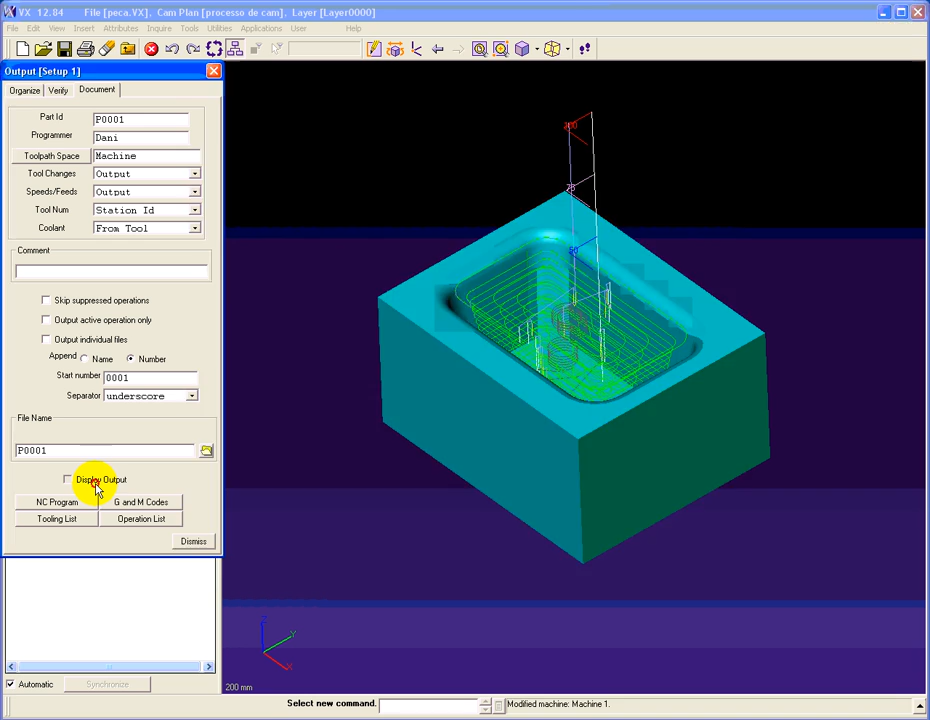 VX 12.84    File [peca.VX], Cam Plan [processo de cam], Layer [Layer0000]
File Edit View Insert Attributes Inquire Tools Utilities Applications User Help
Output [Setup 1]
Organize Verify Document
Part Id P0001
Programmer Dani
Toolpath Space Machine
Tool Changes Output
Speeds/Feeds Output
Tool Num Station Id
Coolant From Tool
Comment
Skip suppressed operations
Output active operation only
Output individual files
Append Name Number
Start number 0001
Separator underscore
File Name
P0001
Display Output
NC Program G and M Codes
Tooling List Operation List
Dismiss
Automatic Synchronize
100
75
50
Z
Y
X
200 mm
Select new command.
Modified machine: Machine 1.